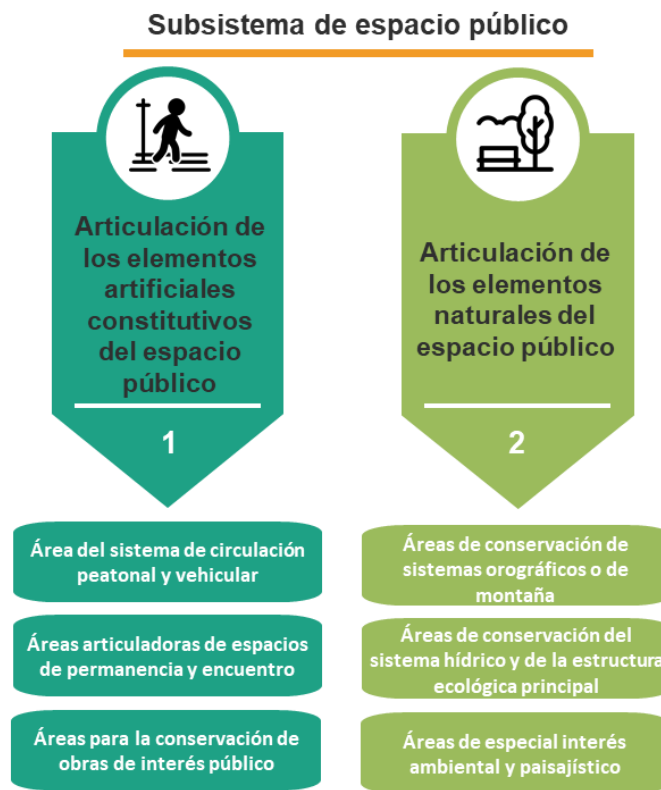 Subsistema de espacio público
Articulación de
los elementos
artificiales
constitutivos
del espacio
público
1
Área del sistema de circulación
peatonal y vehicular
Áreas articuladoras de espacios
de permanencia y encuentro
Áreas para la conservación de
obras de interés público
Articulación de
los elementos
naturales del
espacio público
2
Áreas de conservación de
sistemas orográficos o de
montaña
Áreas de conservación del
sistema hídrico y de la estructura
ecológica principal
Áreas de especial interés
ambiental y paisajístico